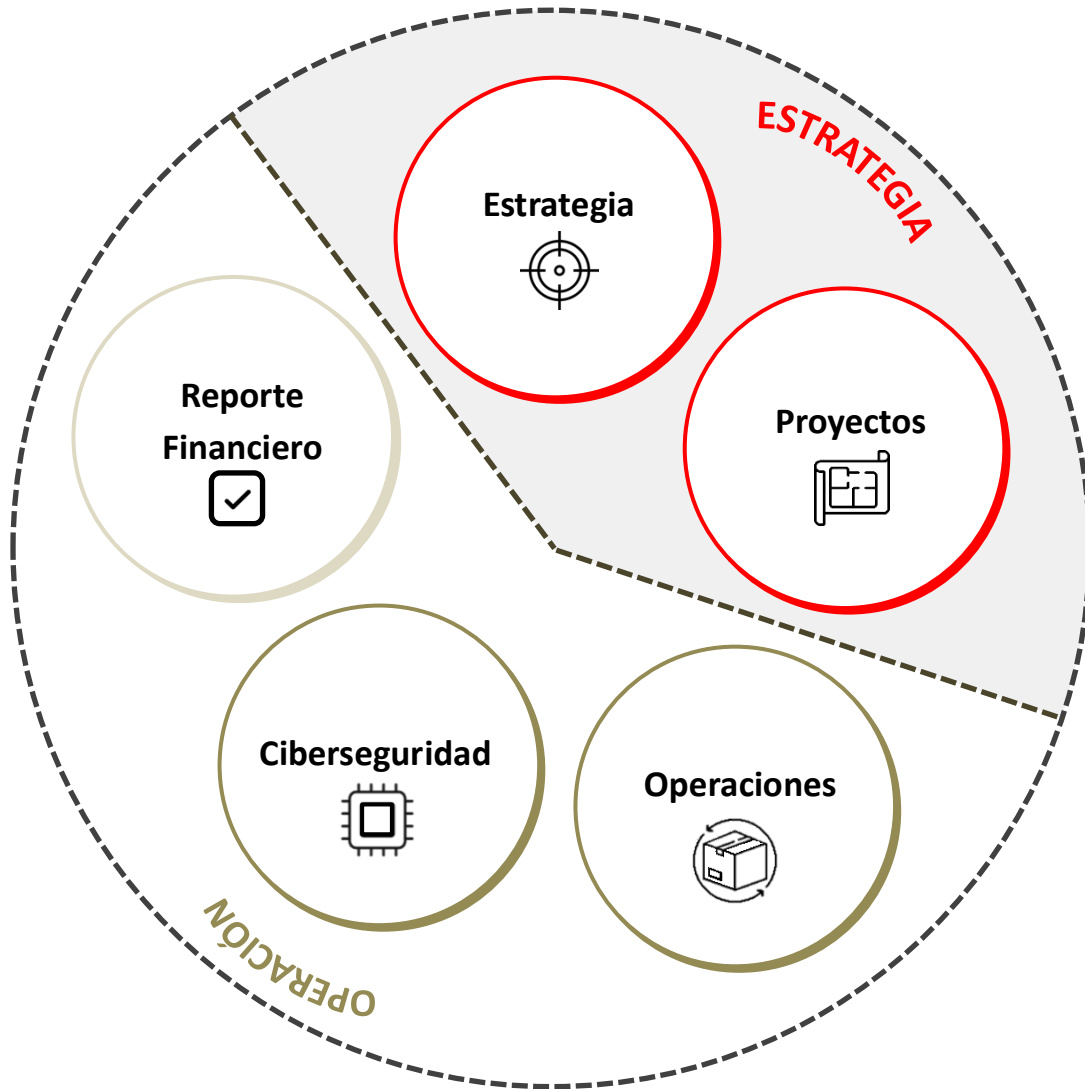 ESTRATEGIA
Estrategia
Proyectos
Reporte
Financiero
Ciberseguridad
Operaciones
OPERACIÓN